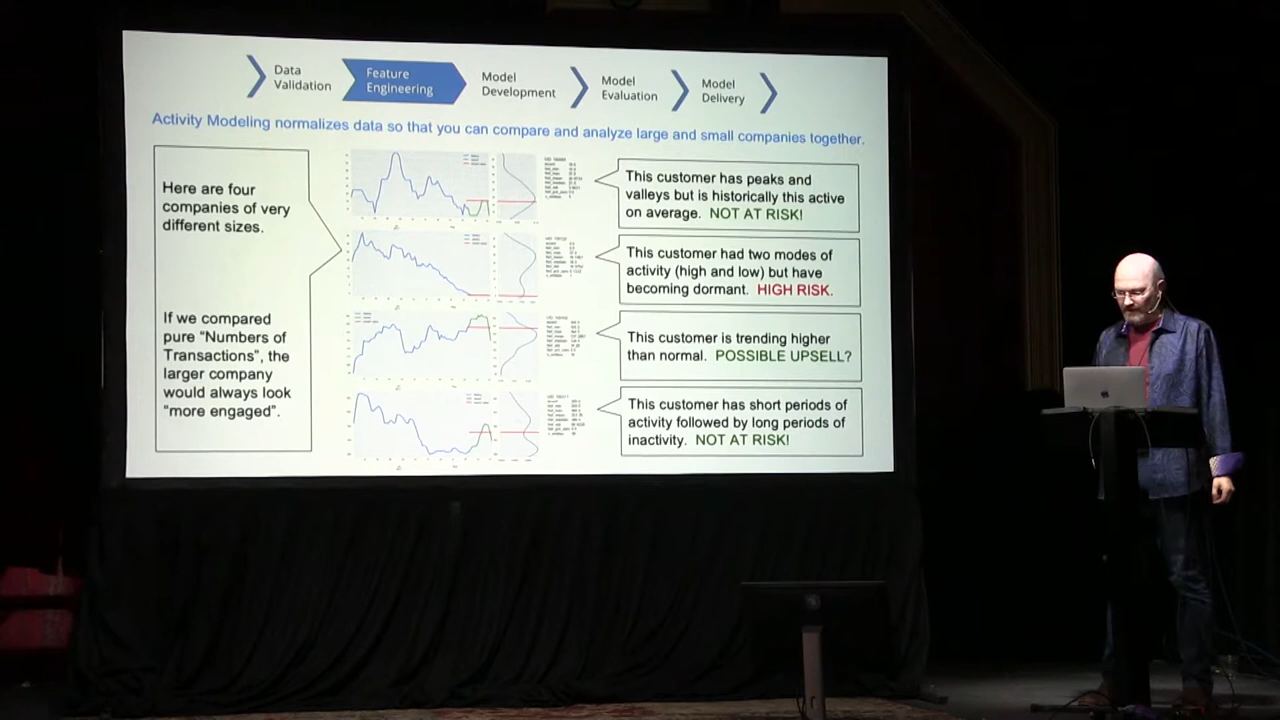 Data
Validation
Feature
Engineering
Model
Development
Model
Evaluation
Model
Delivery
Activity Modeling normalizes data so that you can compare and analyze large and small companies together.
Here are four
companies of very
different sizes.
If we compared
pure “Numbers of
Transactions”, the
larger company
would always look
“more engaged”.
This customer has peaks and
valleys but is historically this active
on average. NOT AT RISK!
This customer had two modes of
activity (high and low) but have
becoming dormant. HIGH RISK.
This customer is trending higher
than normal. POSSIBLE UPSELL?
This customer has short periods of
activity followed by long periods of
inactivity. NOT AT RISK!